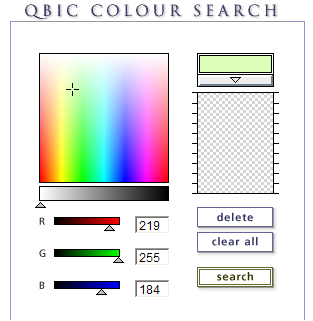 QBIC COLOUR SEARCH
R 219
G 255
B 184
delete
clear all
search